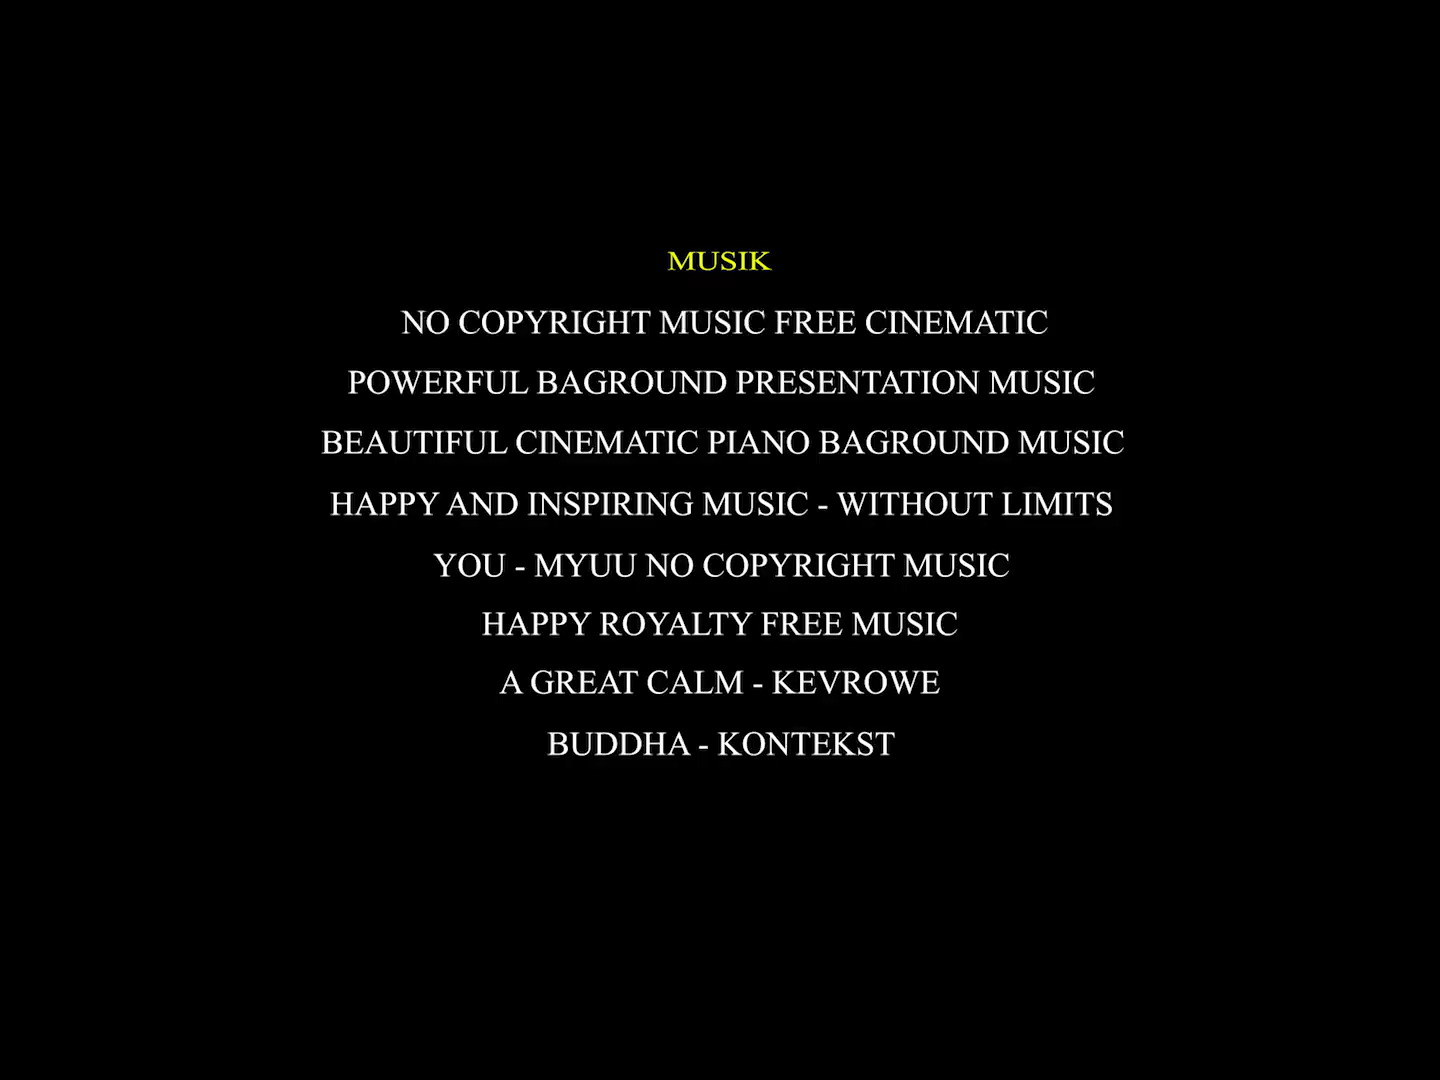 MUSIK
NO COPYRIGHT MUSIC FREE CINEMATIC
POWERFUL BAGROUND PRESENTATION MUSIC
BEAUTIFUL CINEMATIC PIANO BAGROUND MUSIC
HAPPY AND INSPIRING MUSIC - WITHOUT LIMITS
YOU - MYUU NO COPYRIGHT MUSIC
HAPPY ROYALTY FREE MUSIC
A GREAT CALM - KEVROWE
BUDDHA - KONTEKST